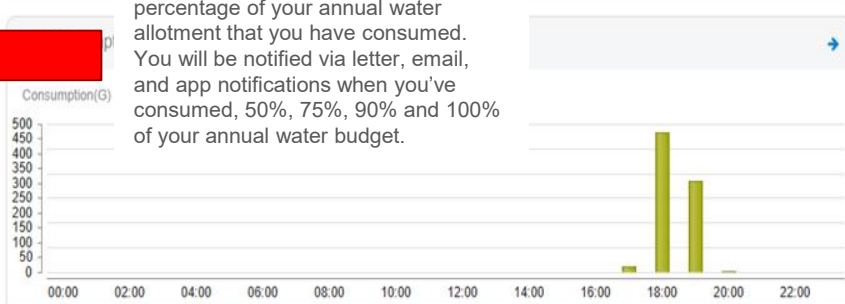 percentage of your annual water
allotment that you have consumed.
You will be notified via letter, email,
and app notifications when you've
consumed, 50%, 75%, 90% and 100%
of your annual water budget.
Consumption(G)
500
450
400
350
300
250
200
150
100
50
0
00:00 02:00 04:00 06:00 08:00 10:00 12:00 14:00 16:00 18:00 20:00 22:00